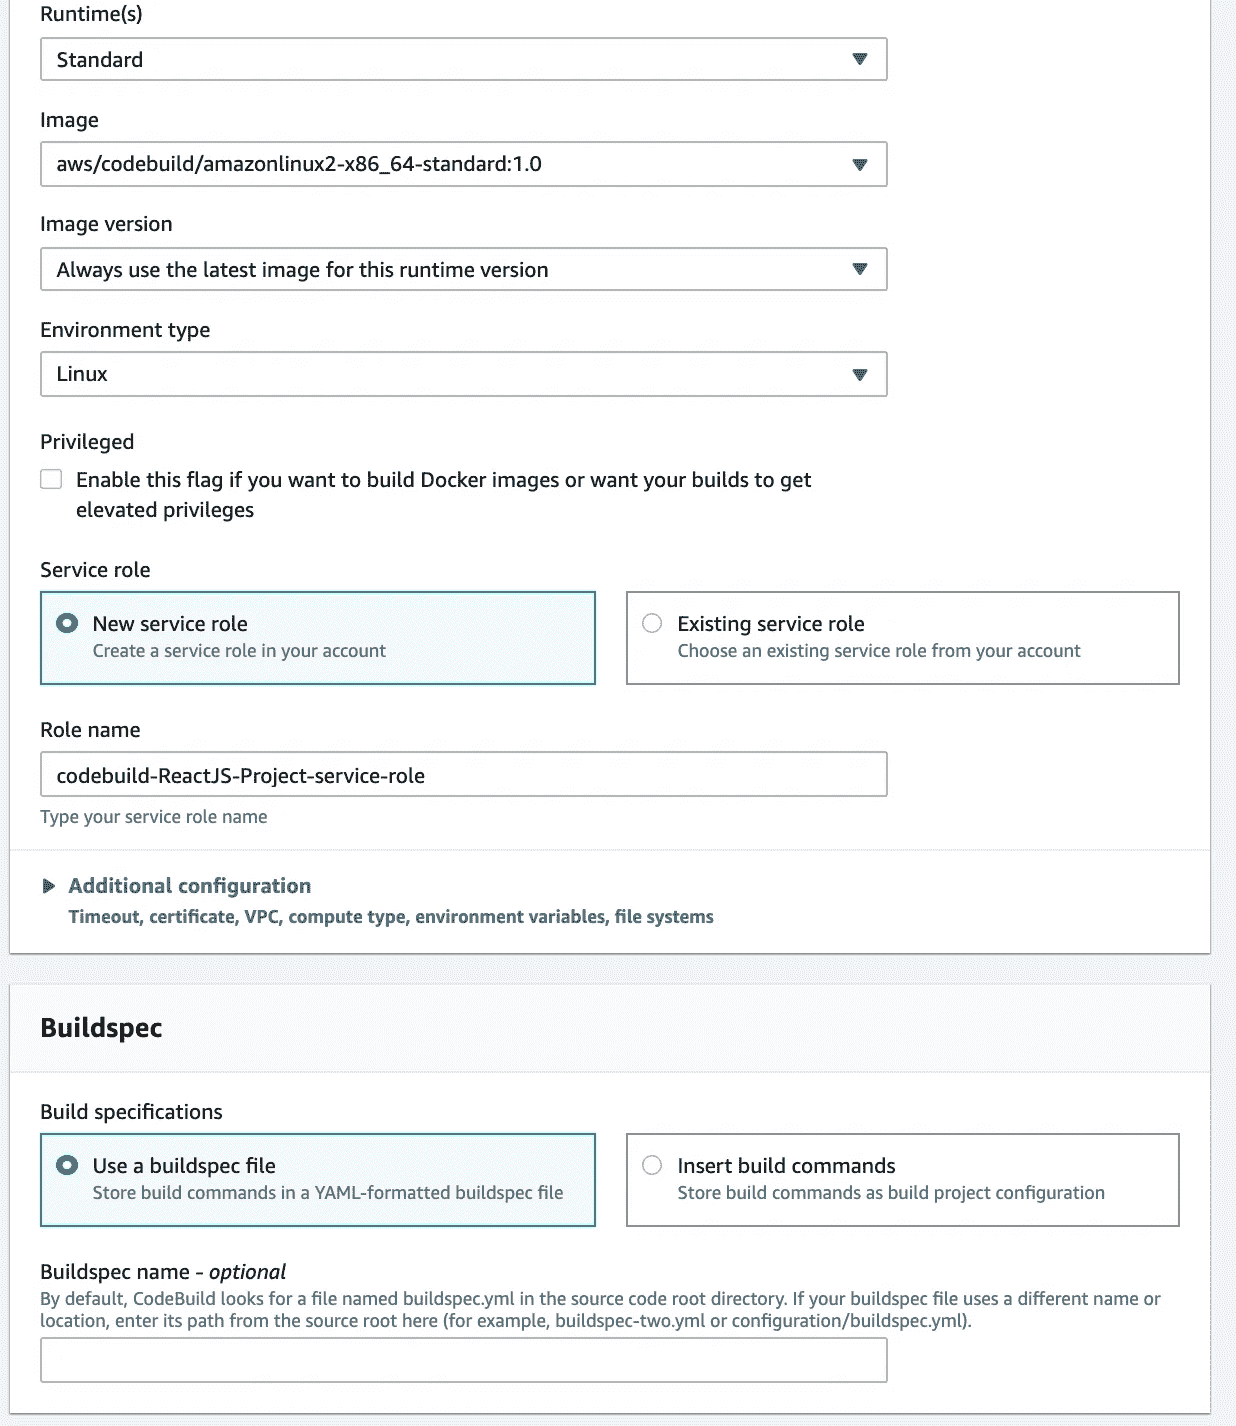 Runtime(s)
Standard
Image
aws/codebuild/amazonlinux2-x86_64-standard:1.0
Image version
Always use the latest image for this runtime version
Environment type
Linux
Privileged
Enable this flag if you want to build Docker images or want your builds to get
elevated privileges
Service role
New service role
Create a service role in your account
Existing service role
Choose an existing service role from your account
Role name
codebuild-ReactJS-Project-service-role
Type your service role name
Additional configuration
Timeout, certificate, VPC, compute type, environment variables, file systems
Buildspec
Build specifications
Use a buildspec file
Store build commands in a YAML-formatted buildspec file
Insert build commands
Store build commands as build project configuration
Buildspec name - optional
By default, CodeBuild looks for a file named buildspec.yml in the source code root directory. If your buildspec file uses a different name or
location, enter its path from the source root here (for example, buildspec-two.yml or configuration/buildspec.yml).